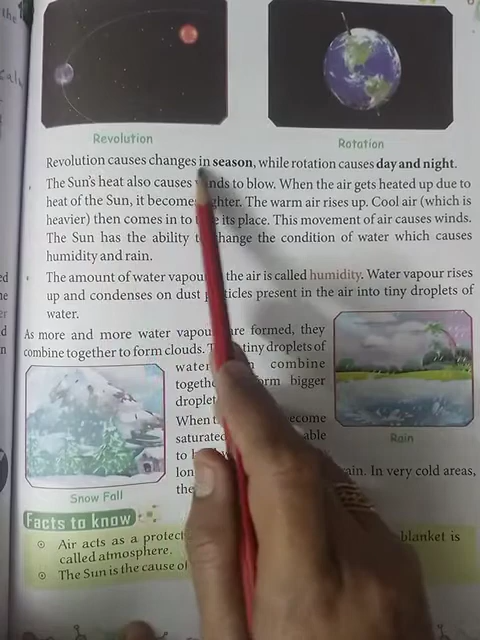 the
Revolution
Rotation
Revolution causes changes in season, while rotation causes day and night.
The Sun's heat also causes winds to blow. When the air gets heated up due to
heat of the Sun, it becomes lighter. The warm air rises up. Cool air (which is
heavier) then comes in to take its place. This movement of air causes winds.
The Sun has the ability to change the condition of water which causes
humidity and rain.
The amount of water vapour in the air is called humidity. Water vapour rises
up and condenses on dust particles present in the air into tiny droplets of
water.
As more and more water vapour are formed, they
combine together to form clouds. tiny droplets of
water combine
form bigger
When become
saturated able
to
rain. In very cold areas,
the
Rain
Snow Fall
Facts to know
Air acts as a blanket is
called atmosphere.
The Sun is the cause of